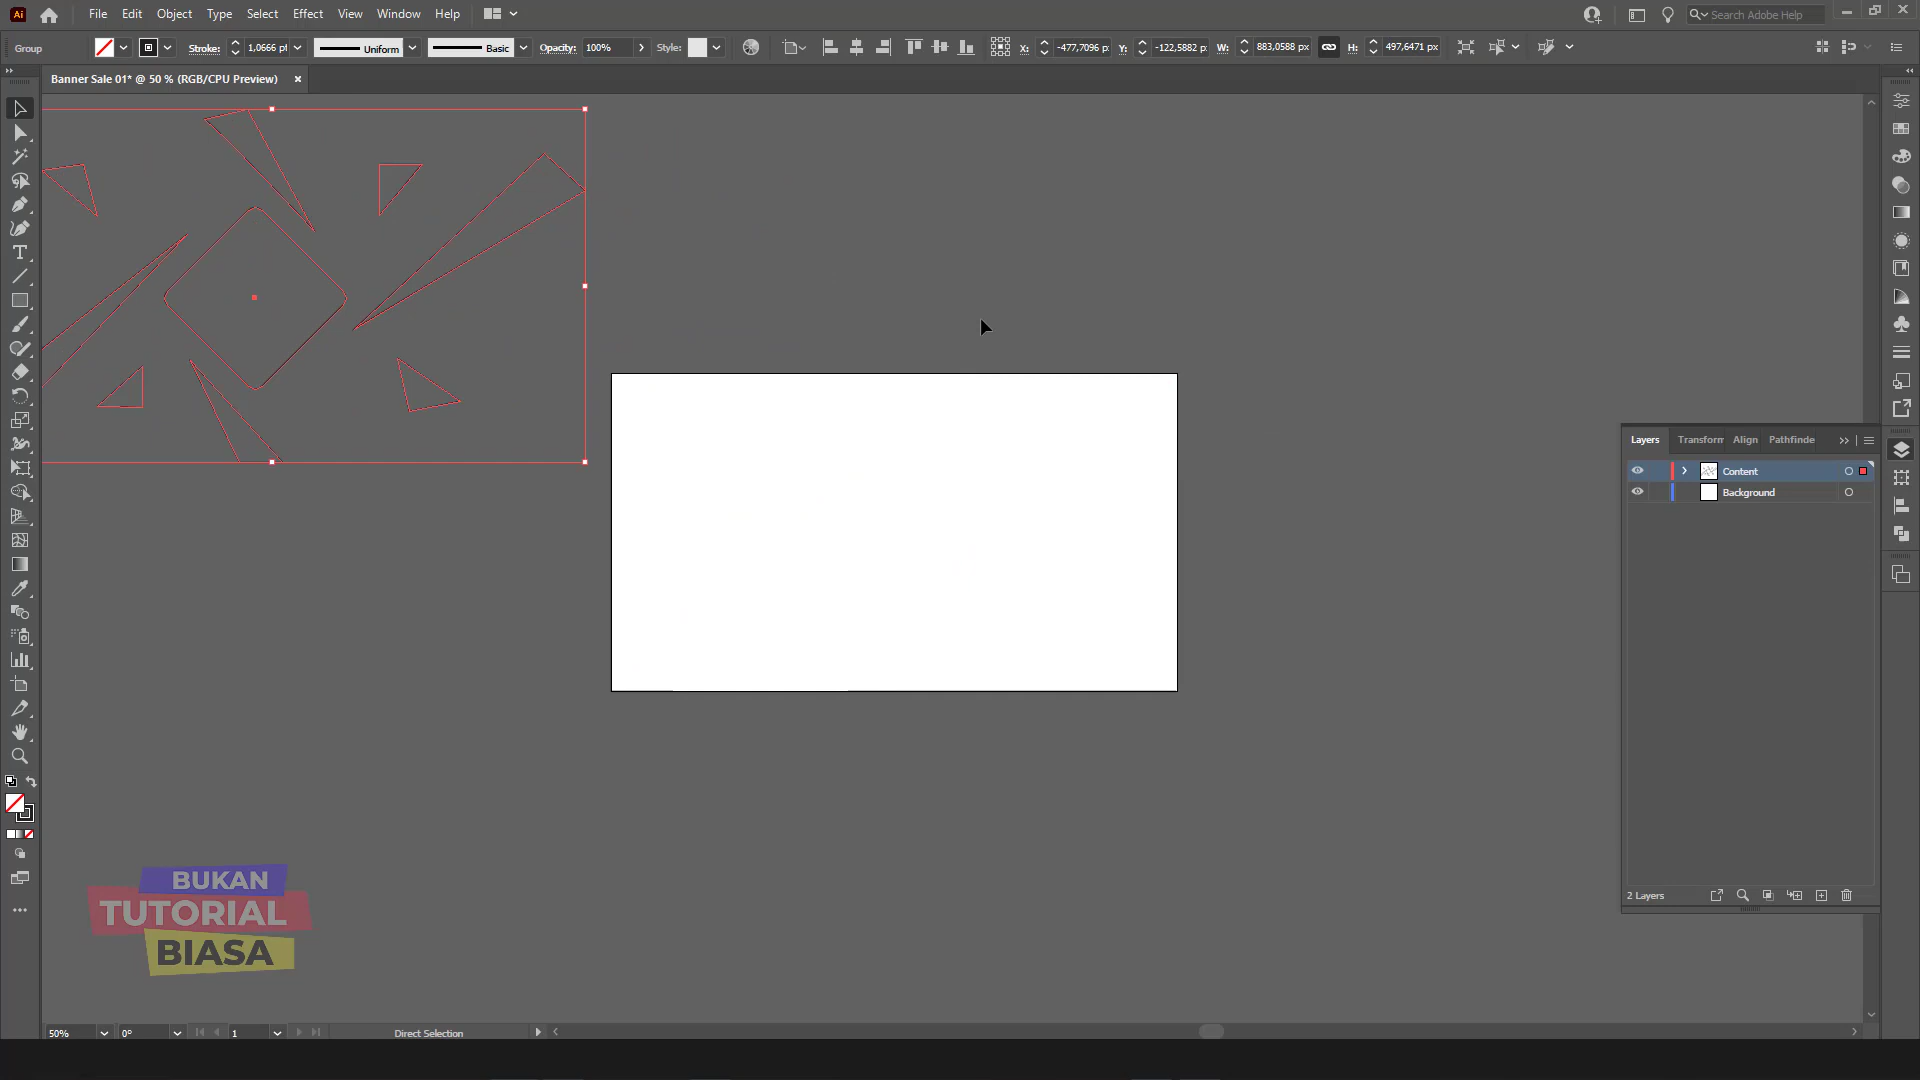 Ai File Edit Object Type Select Effect View Window Help Search Adobe Help
Group Stroke: 1,0666 pt Uniform Basic Opacity: 100% Style: X: -477,7096 p Y: -122,5882 p W: 883,0588 px H: 497,6471 px
Banner Sale 01* @ 50 % (RGB/CPU Preview)
Layers Transform Align Pathfinde
Content
Background
BUKAN
TUTORIAL
BIASA
2 Layers
50% 0° 1 Direct Selection